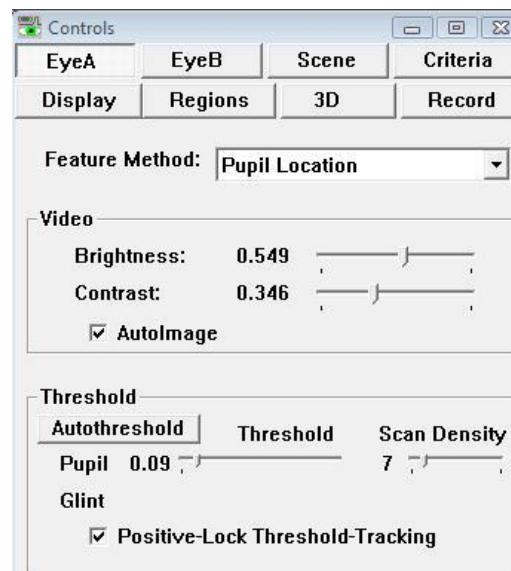 Controls
EyeA EyeB Scene Criteria
Display Regions 3D Record
Feature Method: Pupil Location
Video
Brightness: 0.549
Contrast: 0.346
AutoImage
Threshold
Autothreshold Threshold Scan Density
Pupil 0.09 7
Glint
Positive-Lock Threshold-Tracking